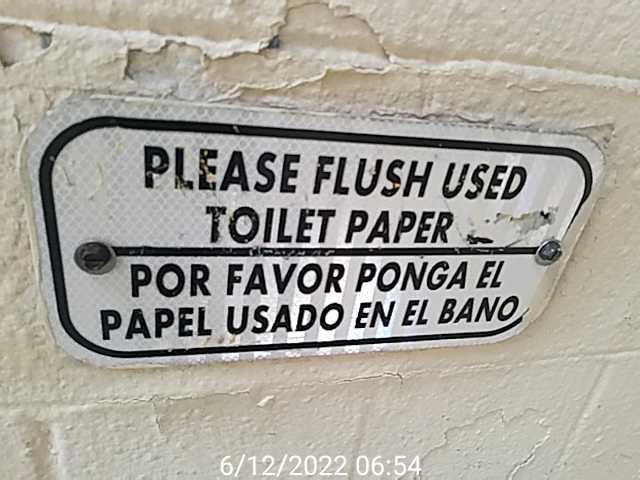 PLEASE FLUSH USED
TOILET PAPER
POR FAVOR PONGA EL
PAPEL USADO EN EL BANO
6/12/2022 06:54